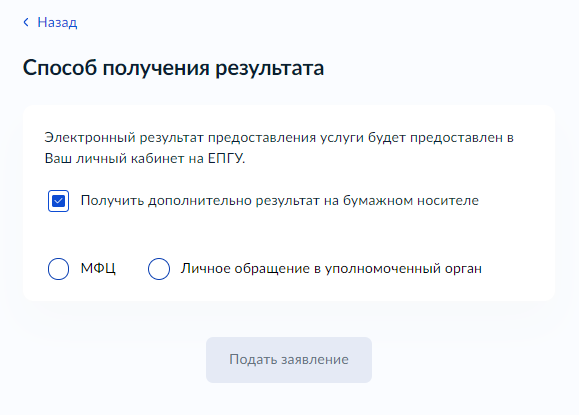 Назад
Способ получения результата
Электронный результат предоставления услуги будет предоставлен в
Ваш личный кабинет на ЕПГУ.
Получить дополнительно результат на бумажном носителе
МФЦ Личное обращение в уполномоченный орган
Подать заявление